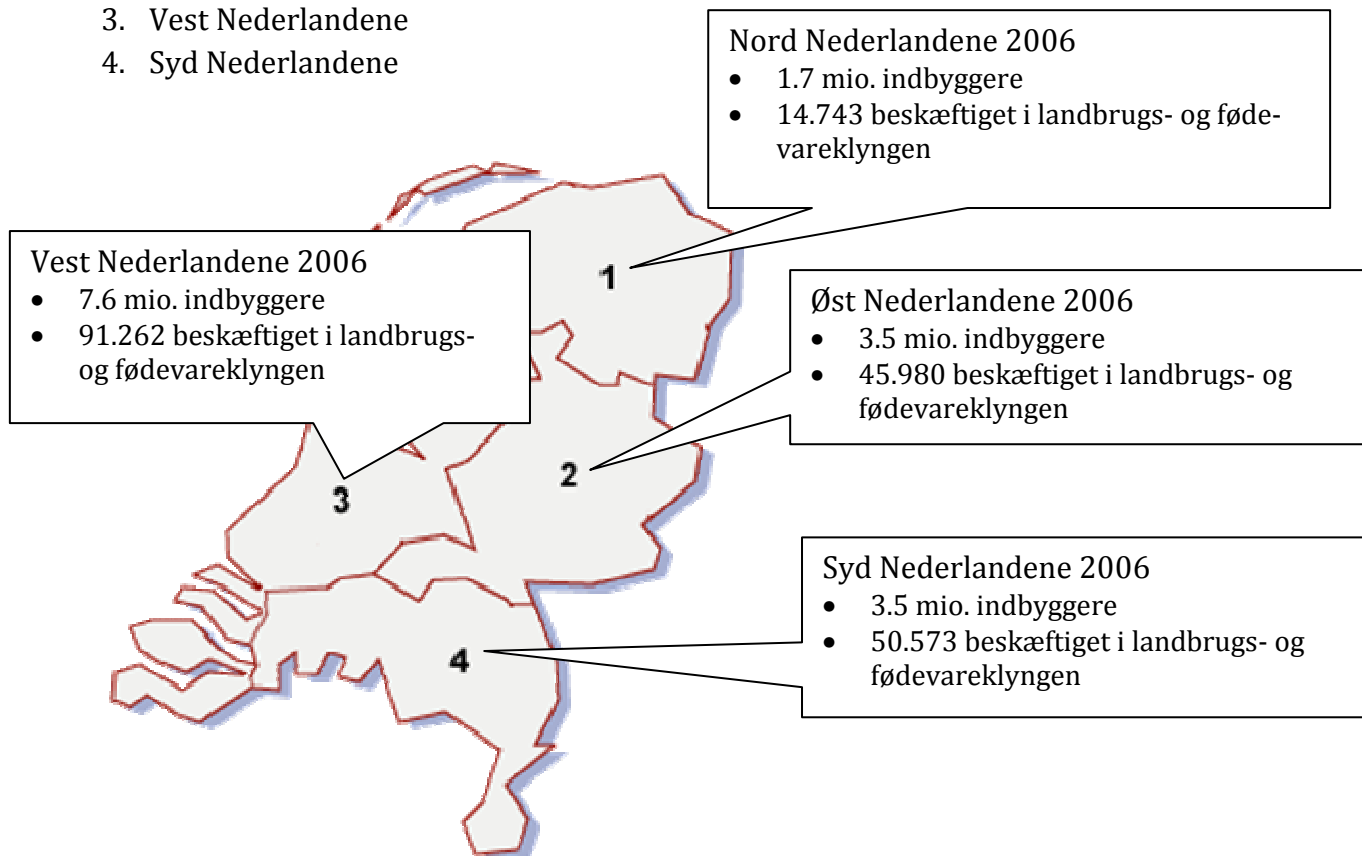 3. Vest Nederlandene
4. Syd Nederlandene
Nord Nederlandene 2006
• 1.7 mio. indbyggere
• 14.743 beskæftiget i landbrugs- og føde-
vareklyngen
Vest Nederlandene 2006
• 7.6 mio. indbyggere
• 91.262 beskæftiget i landbrugs-
og fødevareklyngen
1
Øst Nederlandene 2006
• 3.5 mio. indbyggere
• 45.980 beskæftiget i landbrugs- og
fødevareklyngen
2
3
Syd Nederlandene 2006
• 3.5 mio. indbyggere
• 50.573 beskæftiget i landbrugs- og
fødevareklyngen
4